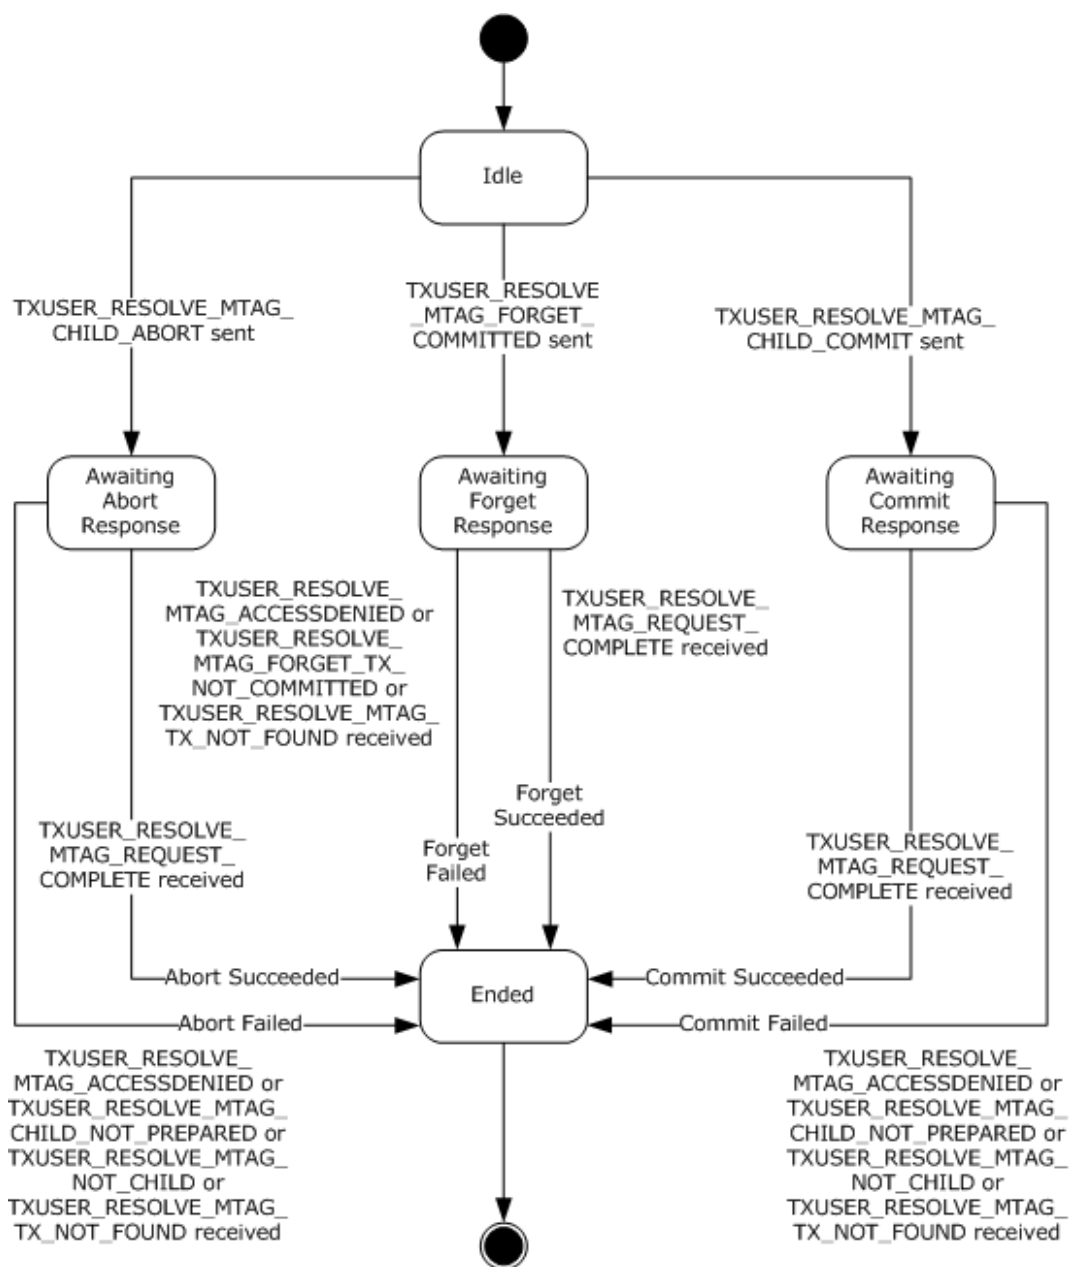 Idle
TXUSER_RESOLVE_MTAG_
CHILD_ABORT sent
TXUSER_RESOLVE
_MTAG_FORGET_
COMMITTED sent
TXUSER_RESOLVE_MTAG_
CHILD_COMMIT sent
Awaiting
Abort
Response
Awaiting
Forget
Response
Awaiting
Commit
Response
TXUSER_RESOLVE_
MTAG_ACCESSDENIED or
TXUSER_RESOLVE_
MTAG_FORGET_TX_
NOT_COMMITTED or
TXUSER_RESOLVE_MTAG_
TX_NOT_FOUND received
TXUSER_RESOLVE_
MTAG_REQUEST_
COMPLETE received
Forget
Succeeded
TXUSER_RESOLVE_
MTAG_REQUEST_
COMPLETE received
Forget
Failed
TXUSER_RESOLVE_
MTAG_REQUEST_
COMPLETE received
Abort Succeeded
Ended
Commit Succeeded
Abort Failed
Commit Failed
TXUSER_RESOLVE_
MTAG_ACCESSDENIED or
TXUSER_RESOLVE_MTAG_
CHILD_NOT_PREPARED or
TXUSER_RESOLVE_MTAG_
NOT_CHILD or
TXUSER_RESOLVE_MTAG_
TX_NOT_FOUND received
TXUSER_RESOLVE_
MTAG_ACCESSDENIED or
TXUSER_RESOLVE_MTAG_
CHILD_NOT_PREPARED or
TXUSER_RESOLVE_MTAG_
NOT_CHILD or
TXUSER_RESOLVE_MTAG_
TX_NOT_FOUND received